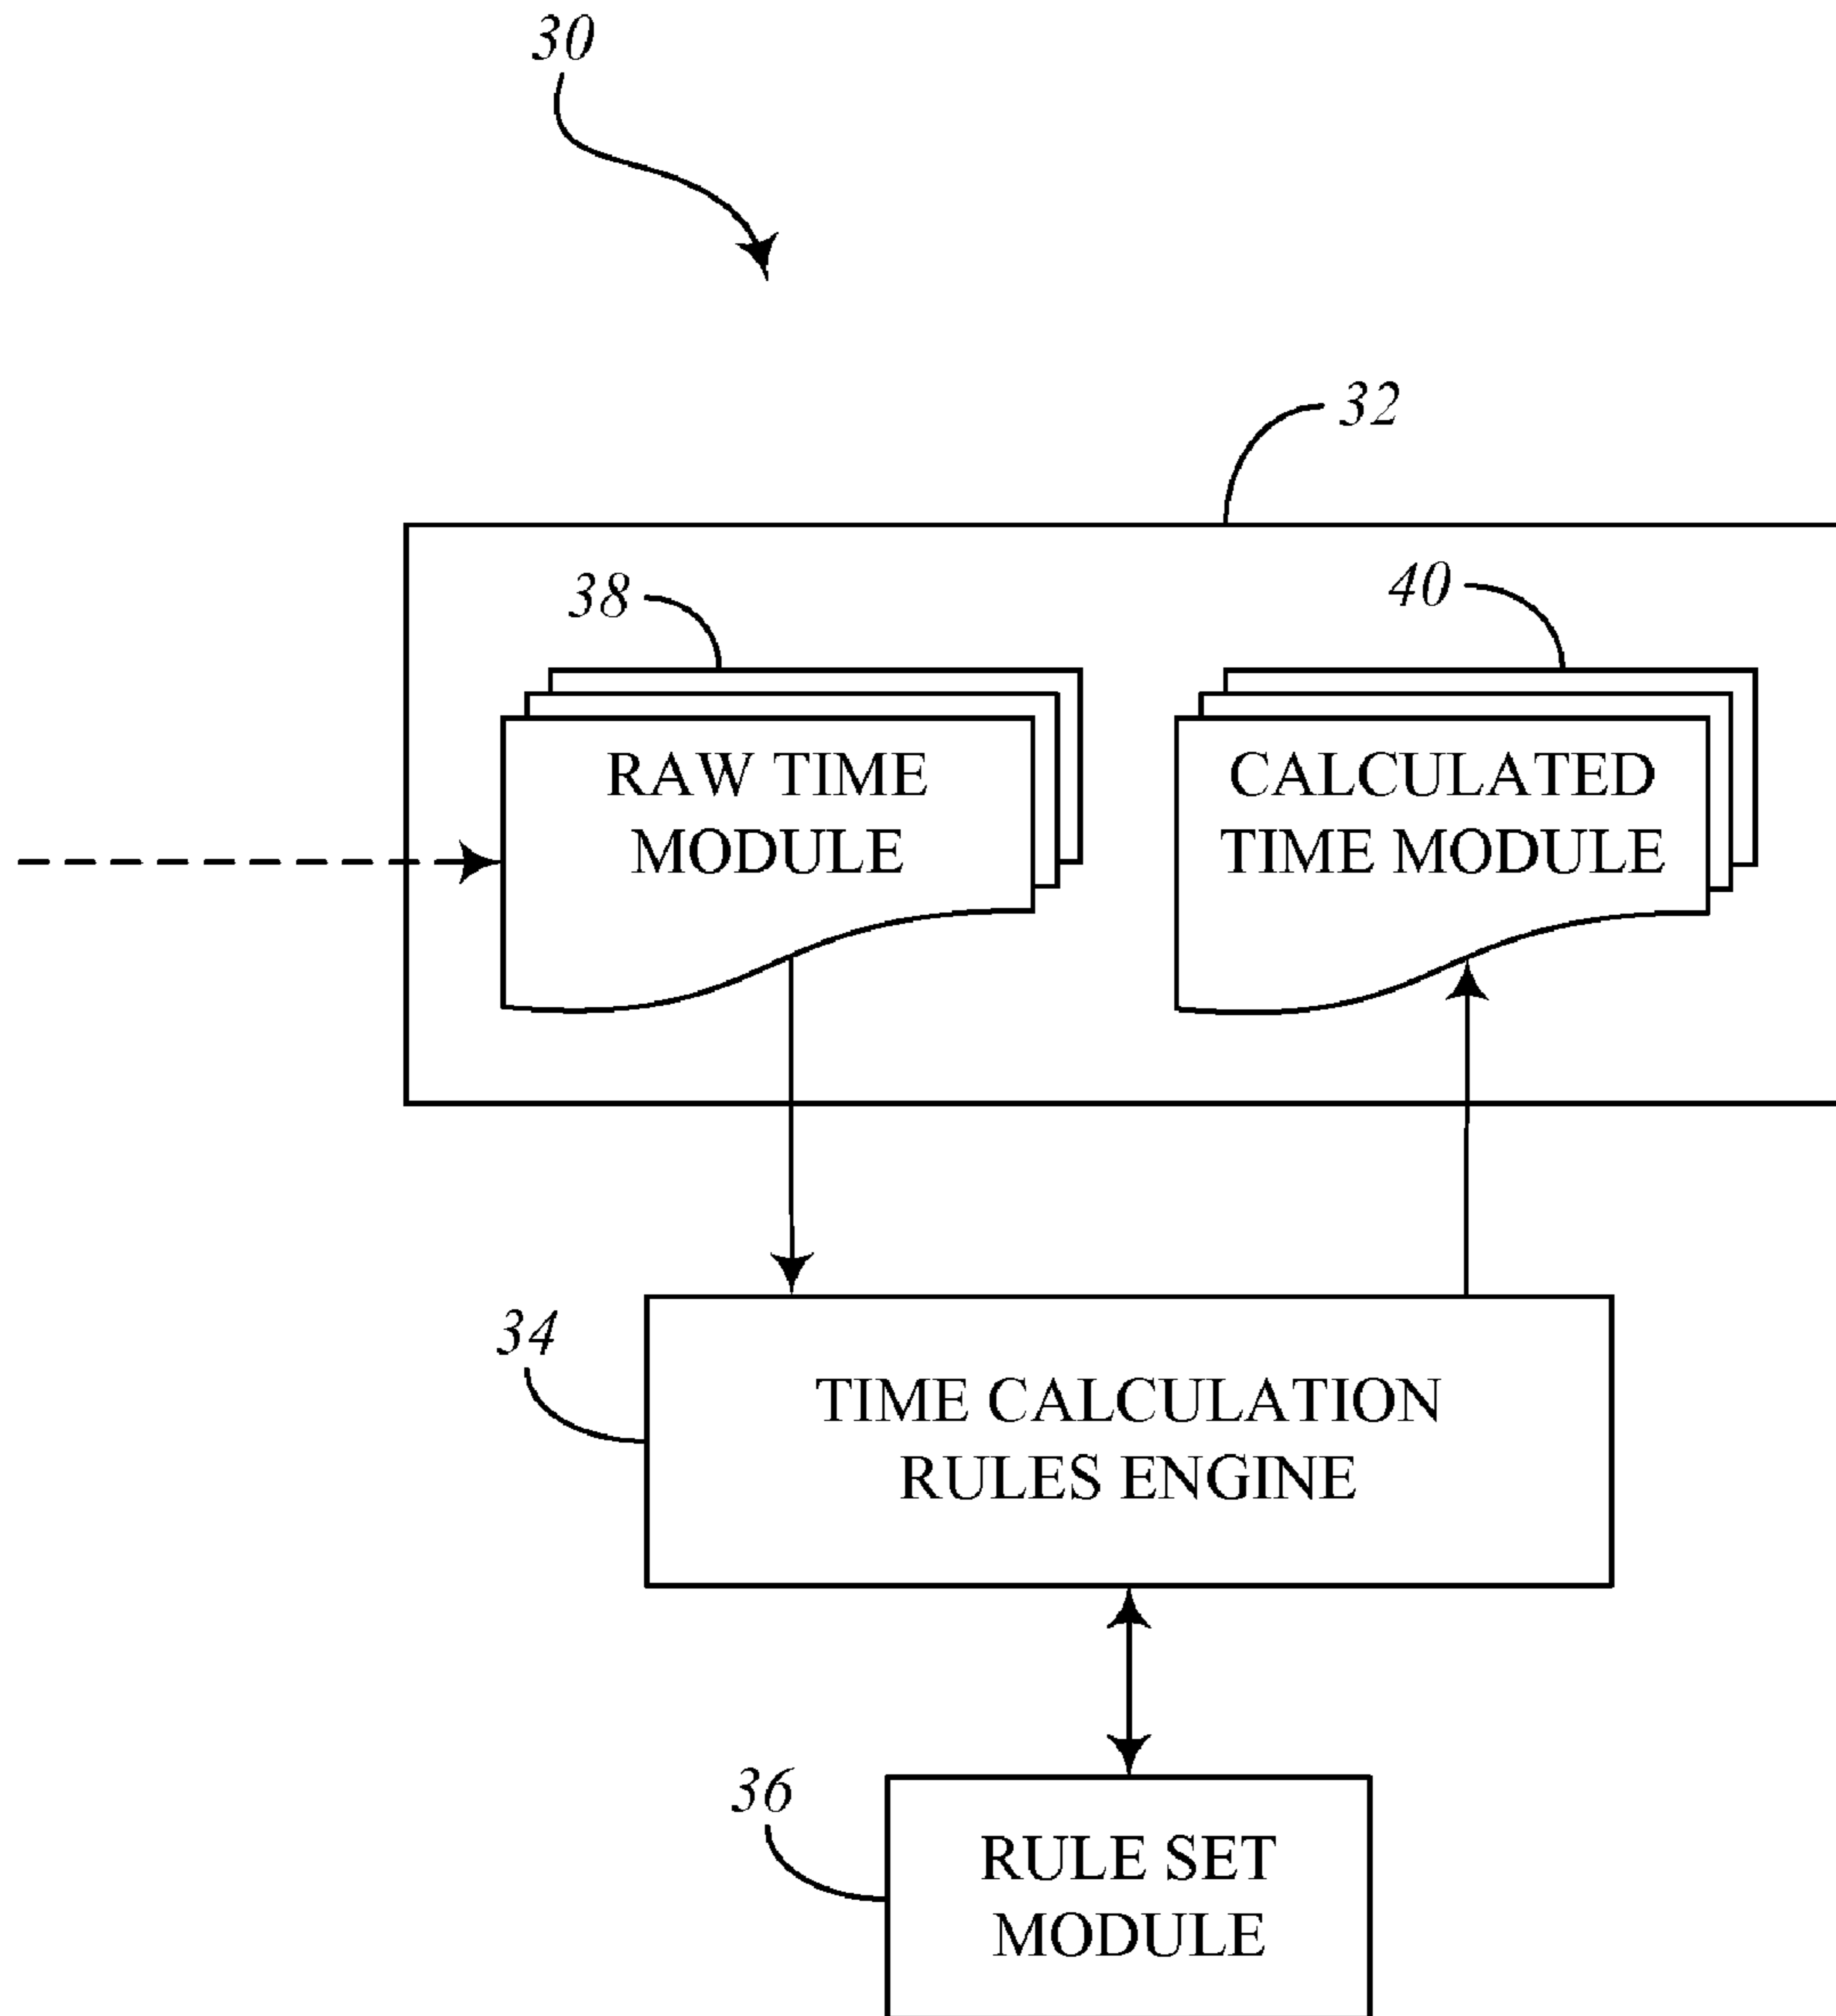 30
32
38
40
RAW TIME
MODULE
CALCULATED
TIME MODULE
34
TIME CALCULATION
RULES ENGINE
36
RULE SET
MODULE